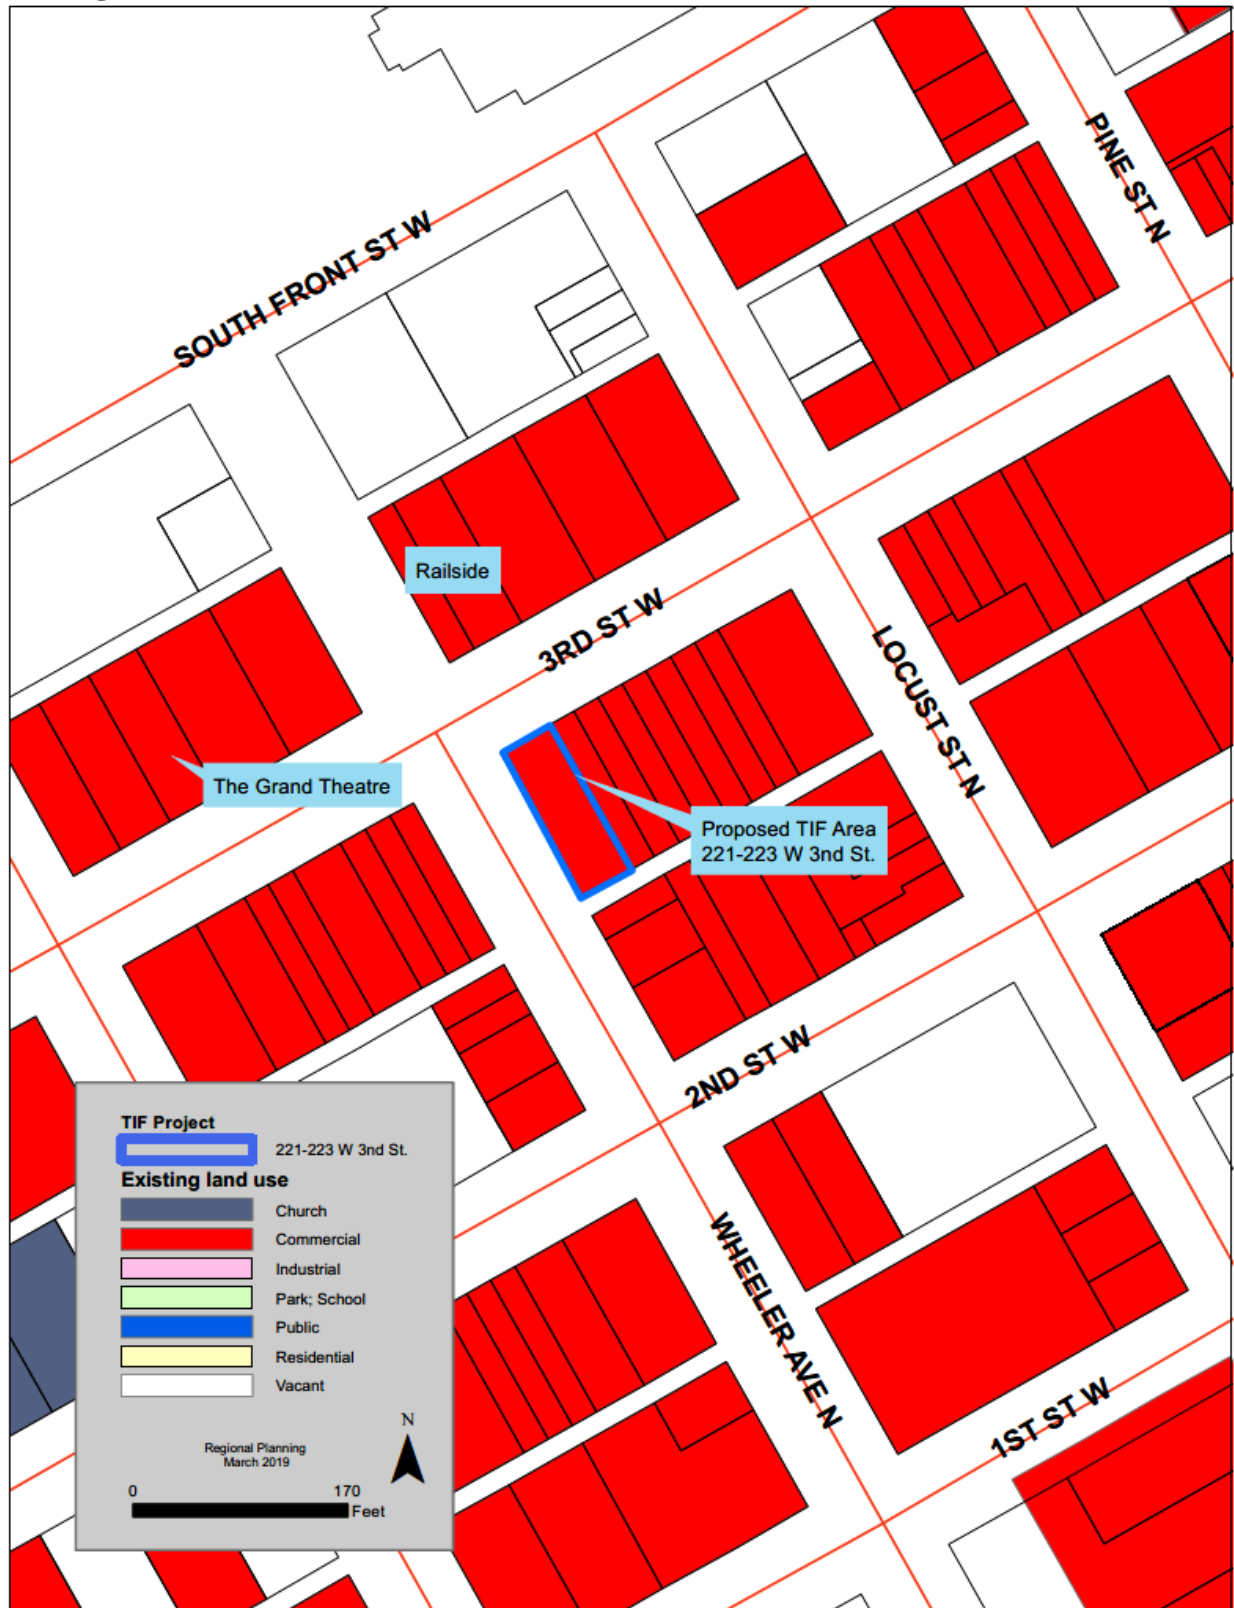 PINE ST N
SOUTH FRONT ST W
Railside
3RD ST W
LOCUST ST N
The Grand Theatre
Proposed TIF Area
221-223 W 3nd St.
2ND ST W
WHEELER AVE N
1ST ST W
TIF Project
221-223 W 3nd St.
Existing land use
Church
Commercial
Industrial
Park; School
Public
Residential
Vacant
N
Regional Planning
March 2019
0 170
Feet